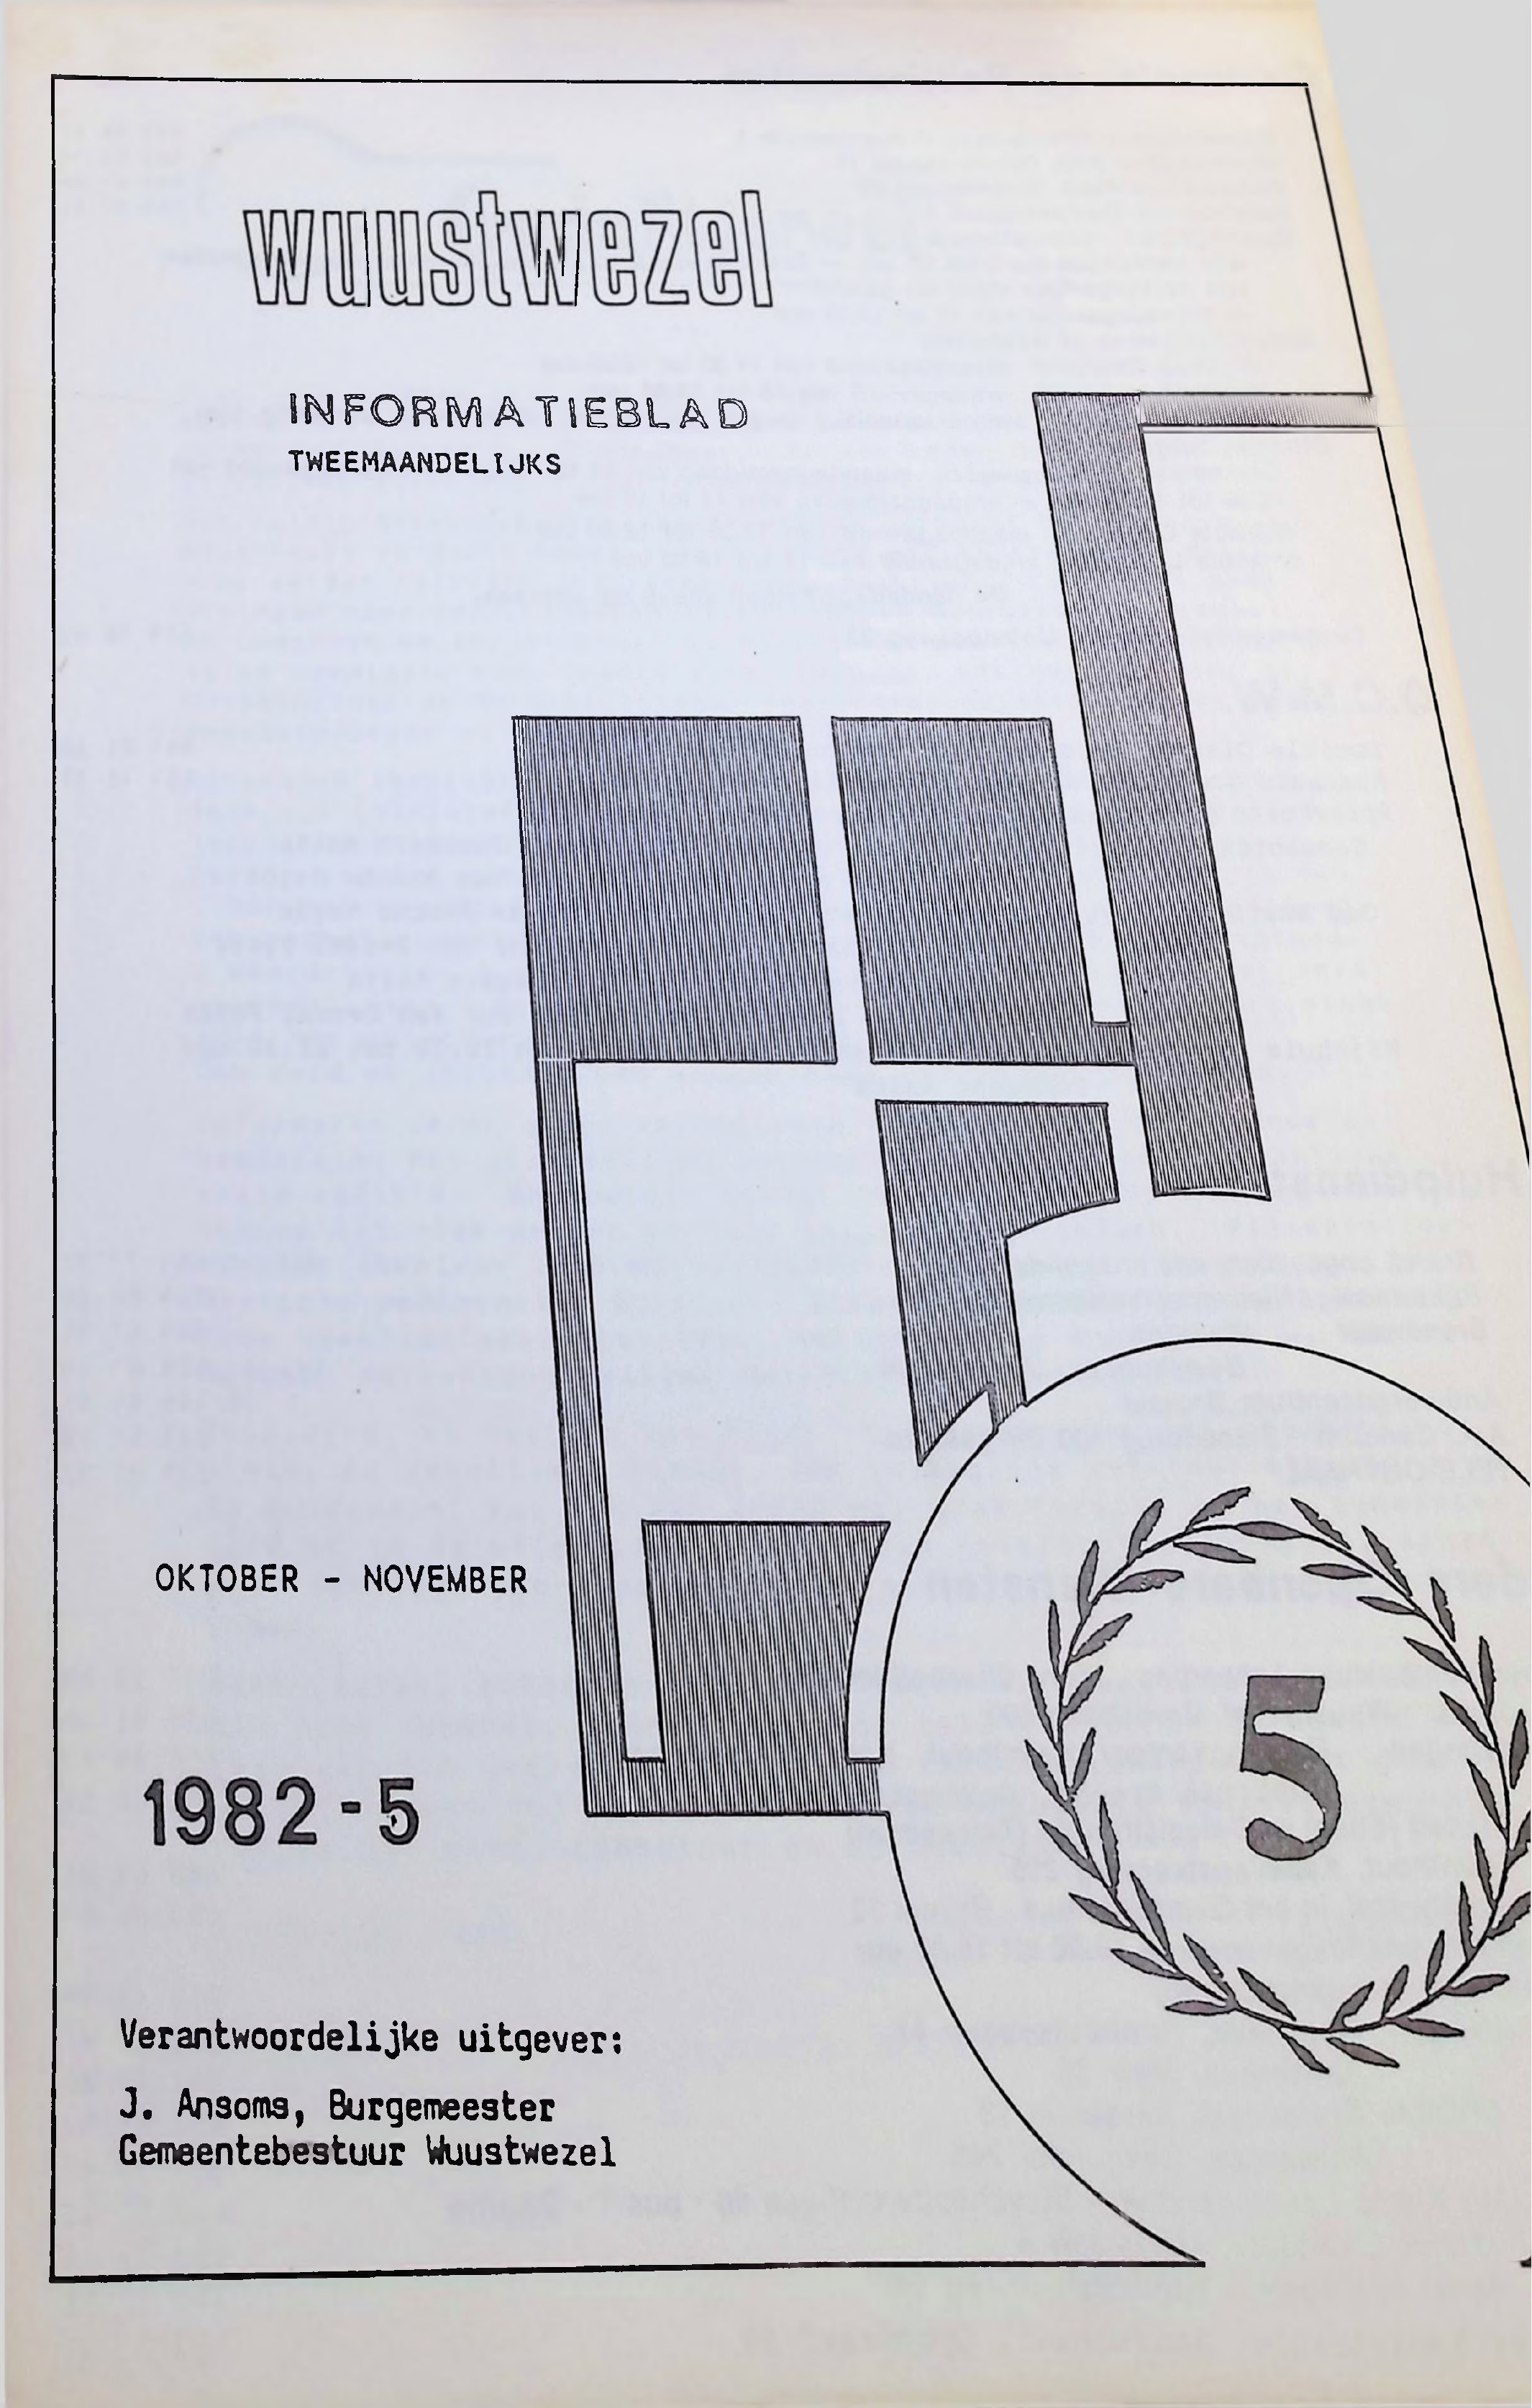 wuustwezel
INFORMATIEBLAD
TWEEMAANDELIJKS
OKTOBER - NOVEMBER
5
1982-5
Verantwoordelijke uitgever:
J. Ansoms, Burgemeester
Gemeentebestuur Wuustwezel